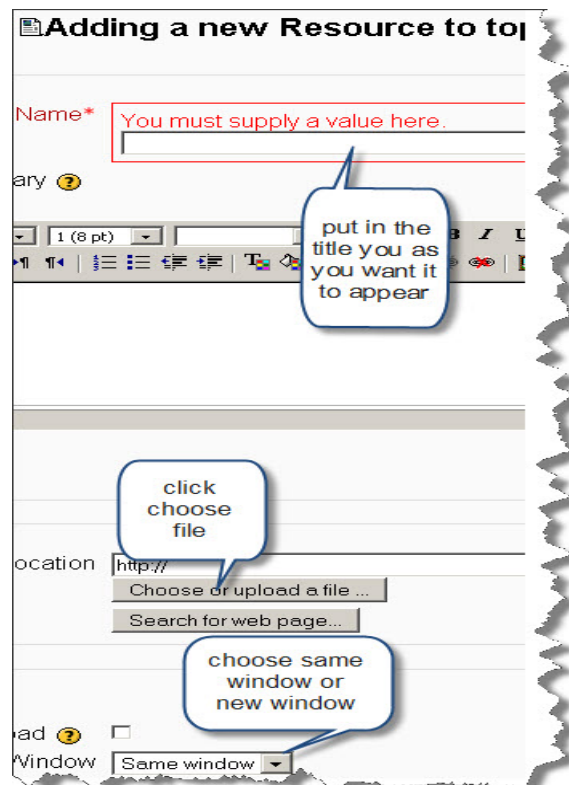 Adding a new Resource to top
Name*
You must supply a value here.
ary
put in the
title you as
you want it
to appear
1 (8 pt)
B I U
click
choose
file
ocation http://
Choose or upload a file ...
Search for web page...
choose same
window or
new window
ad
Window Same window